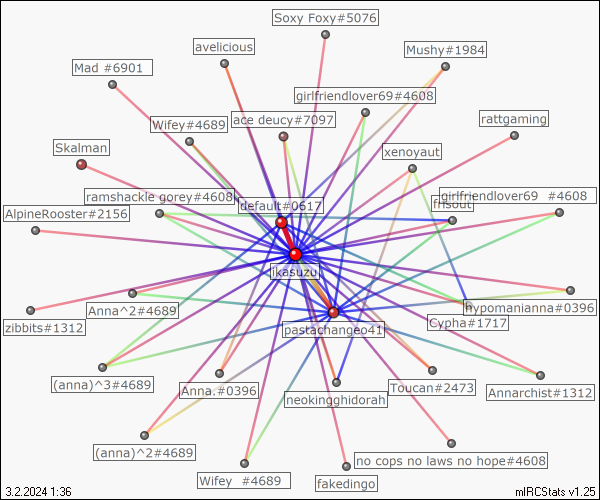 Soxy Foxy#5076
avelicious
Mushy#1984
Mad #6901
girlfriendlover69#4608
Wifey#4689
ace deucy#7097
rattgaming
Skalman
xenoyaut
ramshackle gorey#4608
girlfriendlover69 #4608
frisout
default#0617
AlpineRooster#2156
jikasuzu
Anna^2#4689
hypomanianna#0396
zibbits#1312
Cypha#1717
pastachangeo41
(anna)^3#4689
Anna.#0396
neokingghidorah
Toucan#2473
Annarchist#1312
(anna)^2#4689
no cops no laws no hope#4608
Wifey #4689
fakedingo
3.2.2024 1:36
mIRCStats v1.25